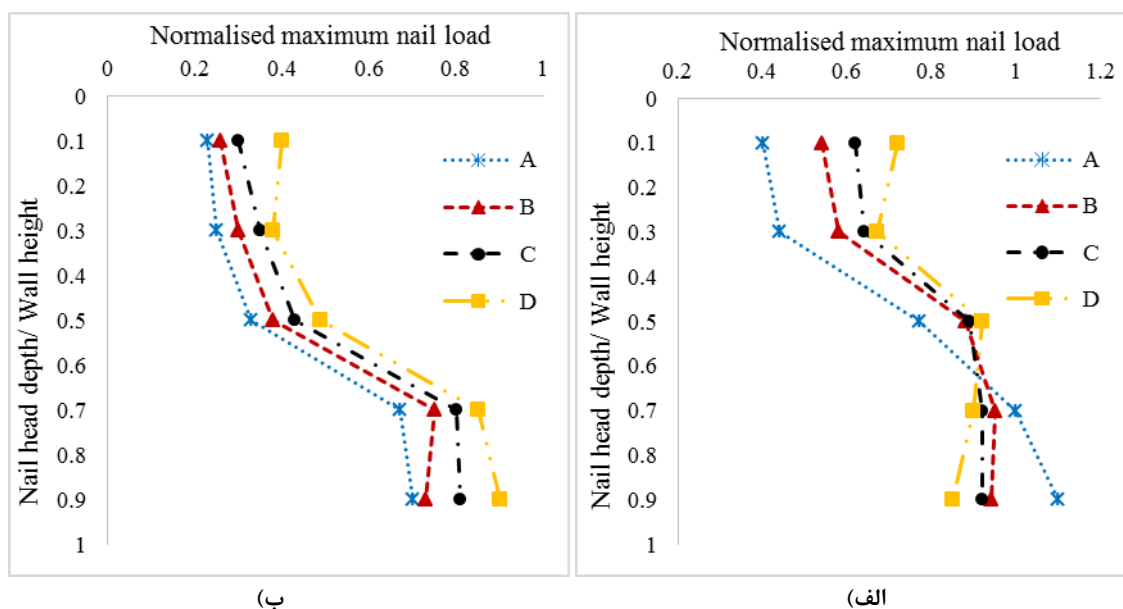 Normalised maximum nail load
0 0.2 0.4 0.6 0.8 1
0
0.1
0.2
0.3
0.4
0.5
0.6
0.7
0.8
0.9
1
Nail head depth/ Wall height
A
B
C
D
ب)
Normalised maximum nail load
0.2 0.4 0.6 0.8 1 1.2
0
0.1
0.2
0.3
0.4
0.5
0.6
0.7
0.8
0.9
1
Nail head depth/ Wall height
A
B
C
D
الف)